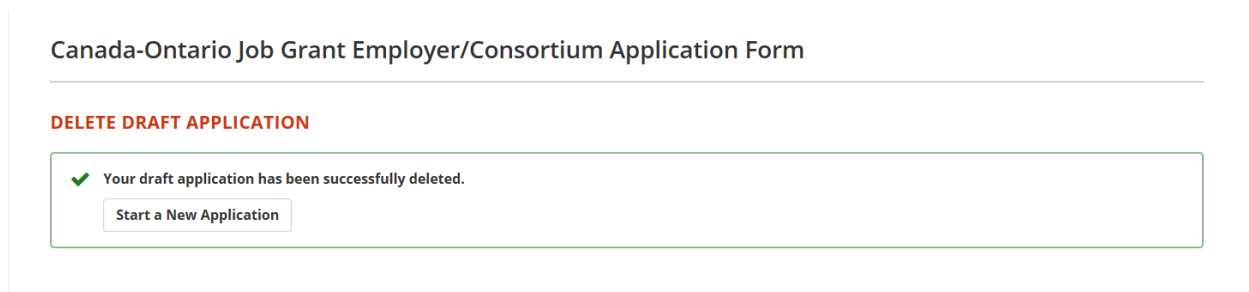 Canada-Ontario Job Grant Employer/Consortium Application Form
DELETE DRAFT APPLICATION
Your draft application has been successfully deleted.
Start a New Application